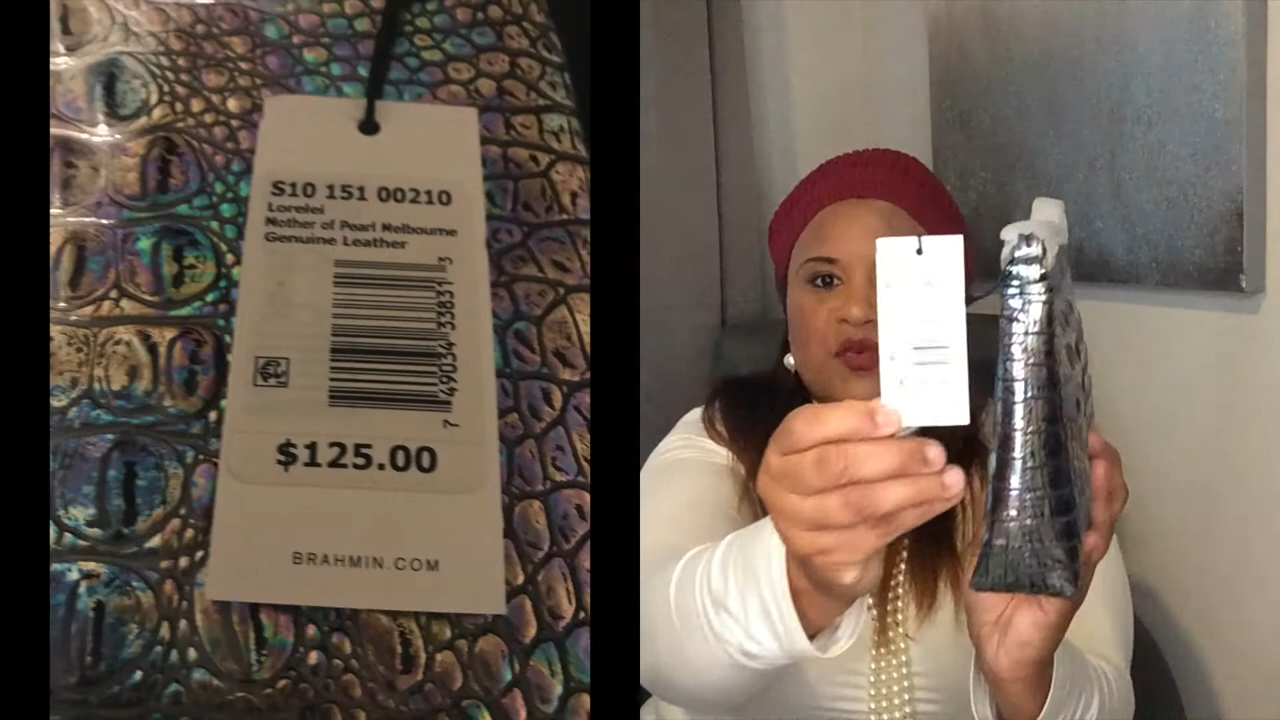 S10 151 00210
Lorelei
Mother of Pearl Melbourne
Genuine Leather
7 49034 33831 3
$125.00
BRAHMIN.COM